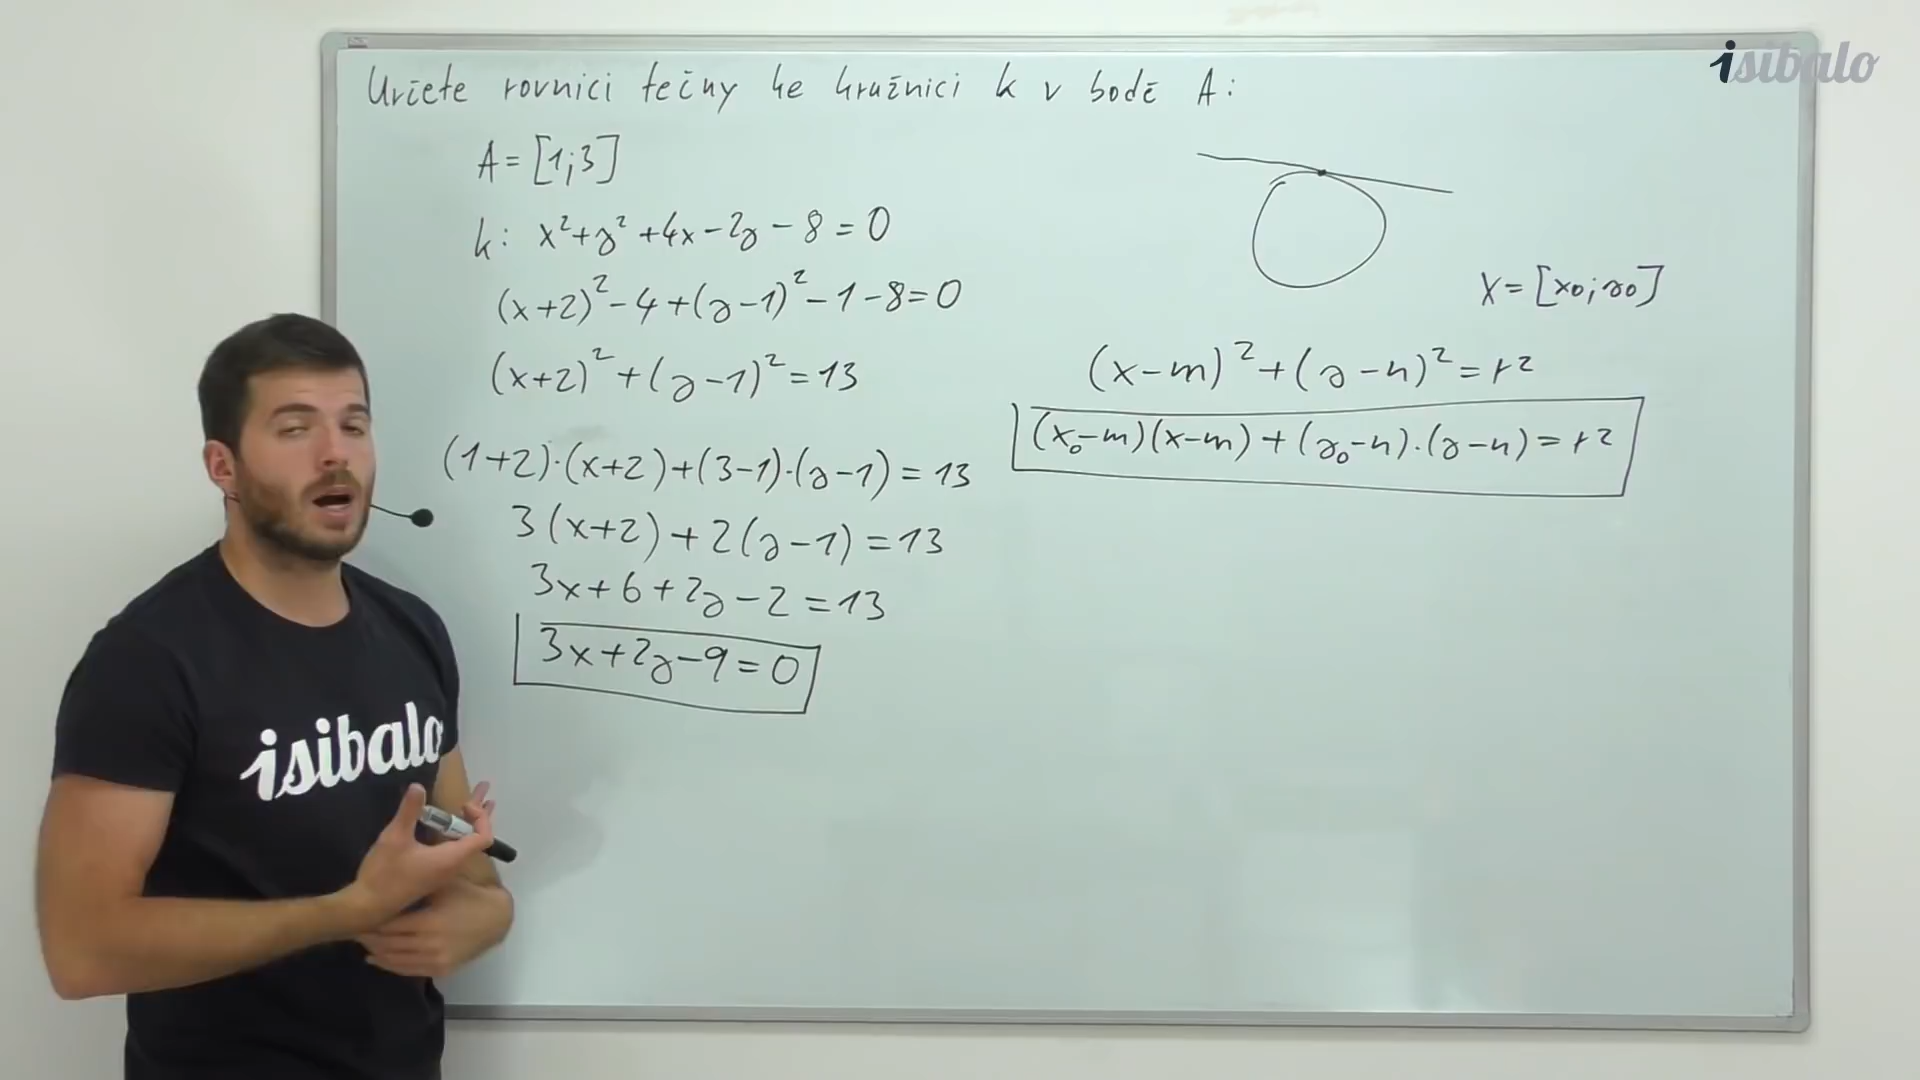 Určete rovnici tečny ke kružnici k v bodě A:
A = [1;3]
k: x² + y² + 4x - 2y - 8 = 0
(x+2)² - 4 + (y-1)² - 1 - 8 = 0
(x+2)² + (y-1)² = 13
(1+2)·(x+2) + (3-1)·(y-1) = 13
3(x+2) + 2(y-1) = 13
3x + 6 + 2y - 2 = 13
3x + 2y - 9 = 0
X = [x₀; y₀]
(x-m)² + (y-n)² = r²
(x₀-m)(x-m) + (y₀-n)·(y-n) = r²
isibalo
isibalo